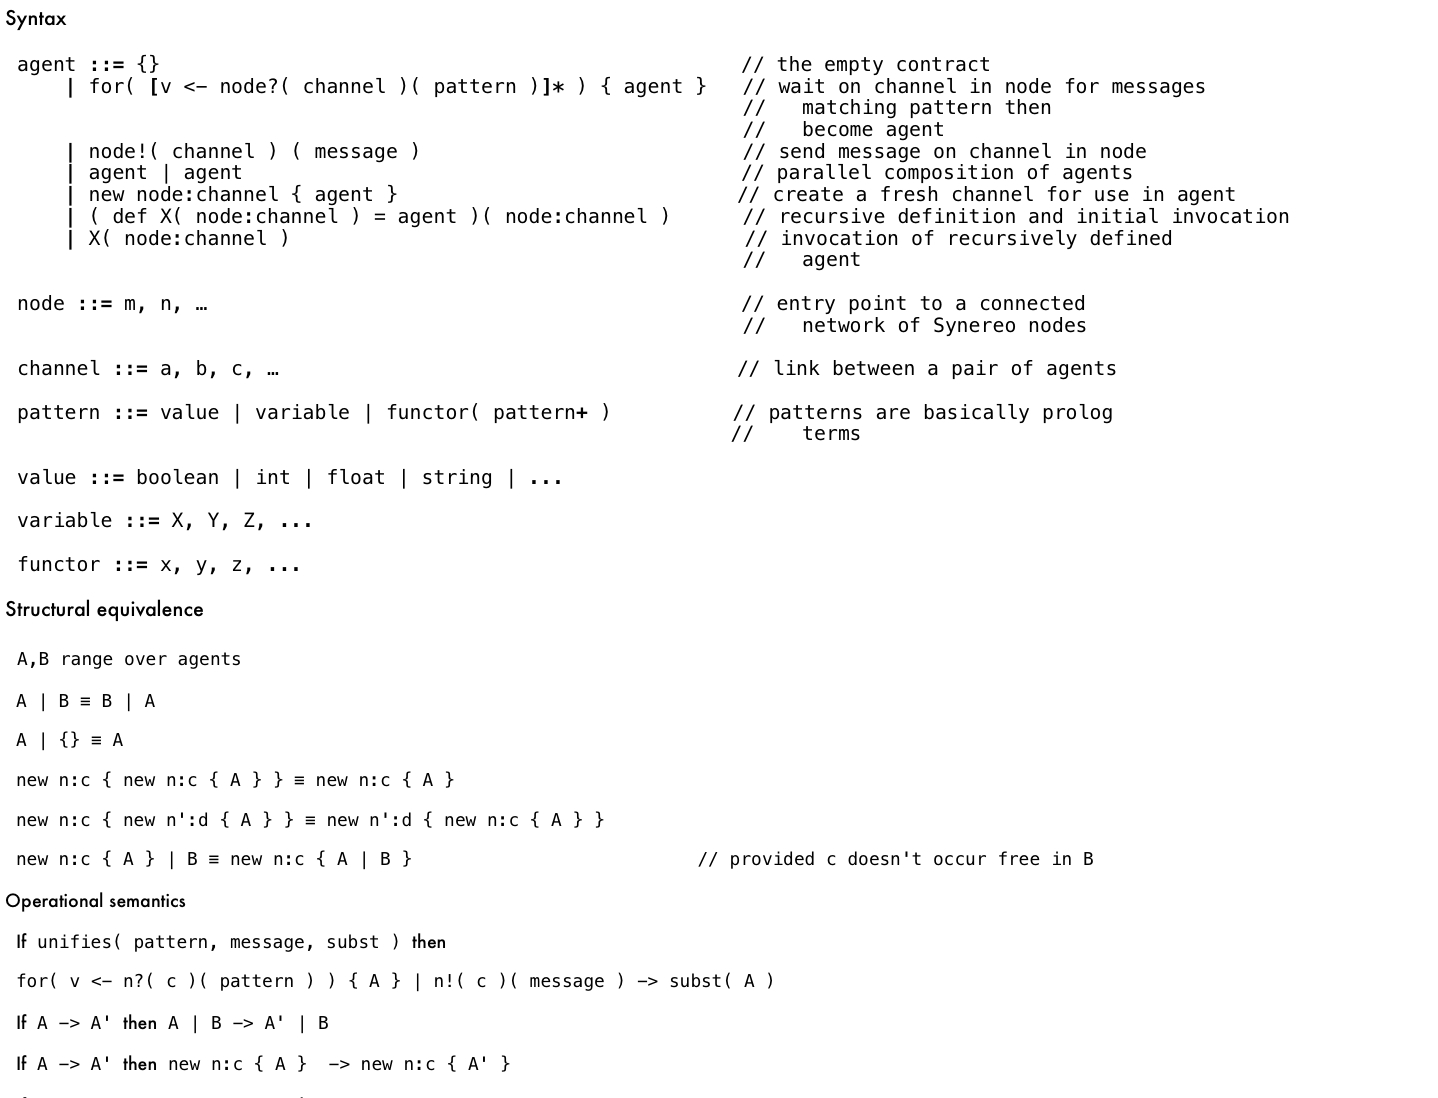 Syntax
agent ::= {} // the empty contract
| for( [v <– node?( channel )( pattern )]* ) { agent } // wait on channel in node for messages
// matching pattern then
// become agent
| node!( channel ) ( message ) // send message on channel in node
| agent | agent // parallel composition of agents
| new node:channel { agent } // create a fresh channel for use in agent
| ( def X( node:channel ) = agent )( node:channel ) // recursive definition and initial invocation
| X( node:channel ) // invocation of recursively defined
// agent
node ::= m, n, … // entry point to a connected
// network of Synereo nodes
channel ::= a, b, c, … // link between a pair of agents
pattern ::= value | variable | functor( pattern+ ) // patterns are basically prolog
// terms
value ::= boolean | int | float | string | ...
variable ::= X, Y, Z, ...
functor ::= x, y, z, ...
Structural equivalence
A,B range over agents
A | B ≡ B | A
A | {} ≡ A
new n:c { new n:c { A } } ≡ new n:c { A }
new n:c { new n':d { A } } ≡ new n':d { new n:c { A } }
new n:c { A } | B ≡ new n:c { A | B } // provided c doesn't occur free in B
Operational semantics
If unifies( pattern, message, subst ) then
for( v <– n?( c )( pattern ) ) { A } | n!( c )( message ) –> subst( A )
If A –> A' then A | B –> A' | B
If A –> A' then new n:c { A } –> new n:c { A' }